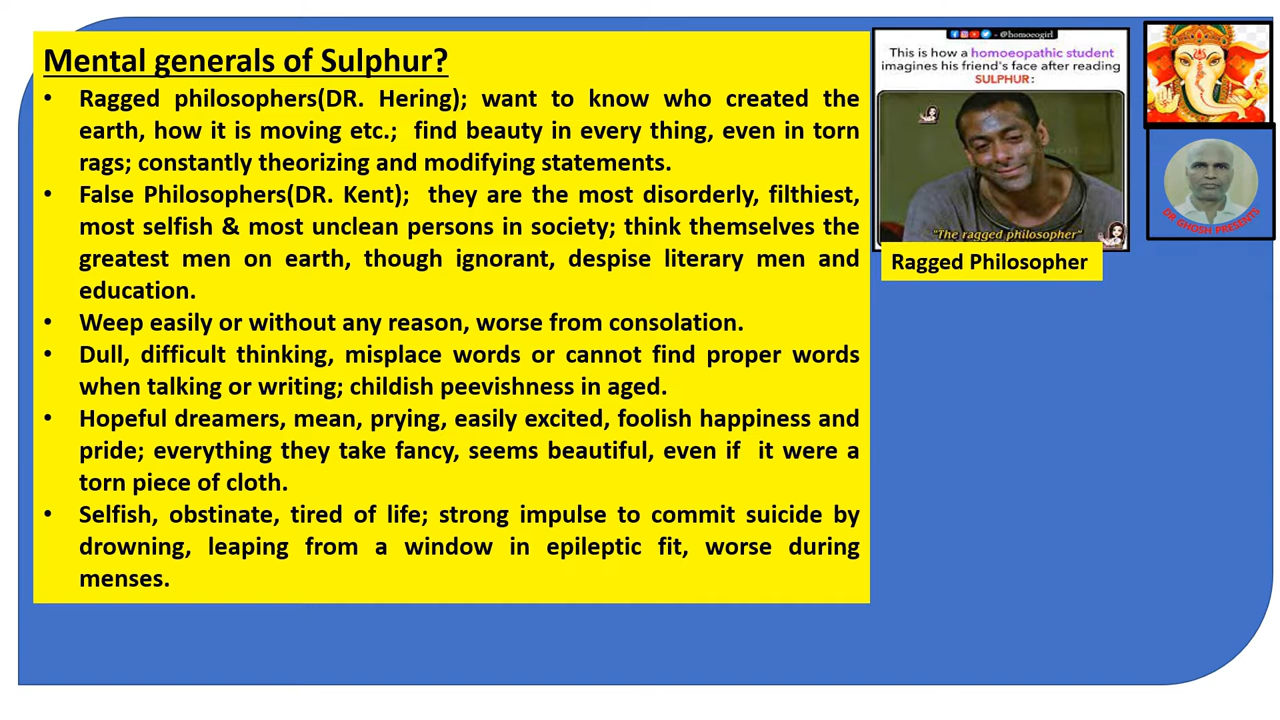 Mental generals of Sulphur?
• Ragged philosophers(DR. Hering); want to know who created the
earth, how it is moving etc.; find beauty in every thing, even in torn
rags; constantly theorizing and modifying statements.
• False Philosophers(DR. Kent); they are the most disorderly, filthiest,
most selfish & most unclean persons in society; think themselves the
greatest men on earth, though ignorant, despise literary men and
education.
• Weep easily or without any reason, worse from consolation.
• Dull, difficult thinking, misplace words or cannot find proper words
when talking or writing; childish peevishness in aged.
• Hopeful dreamers, mean, prying, easily excited, foolish happiness and
pride; everything they take fancy, seems beautiful, even if it were a
torn piece of cloth.
• Selfish, obstinate, tired of life; strong impulse to commit suicide by
drowning, leaping from a window in epileptic fit, worse during
menses.
- @homoeogirl
This is how a homoeopathic student
imagines his friend's face after reading
SULPHUR:
"The ragged philosopher"
Ragged Philosopher
DR GHOSH PRESENTS